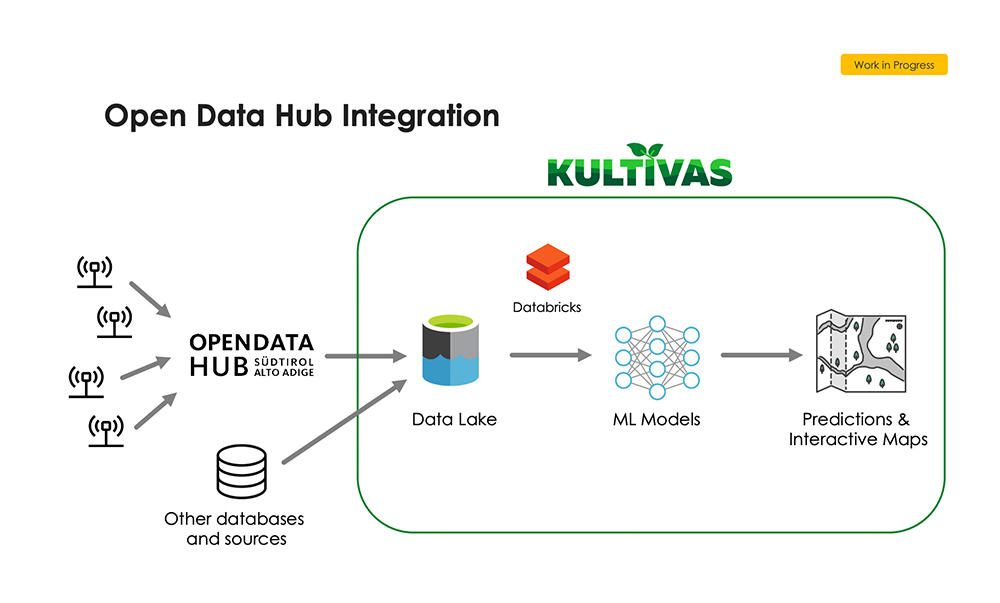 Work in Progress
Open Data Hub Integration
KULTIVAS
Databricks
OPENDATA
HUB SÜDTIROL
ALTO ADIGE
Data Lake
ML Models
Predictions &
Interactive Maps
Other databases
and sources